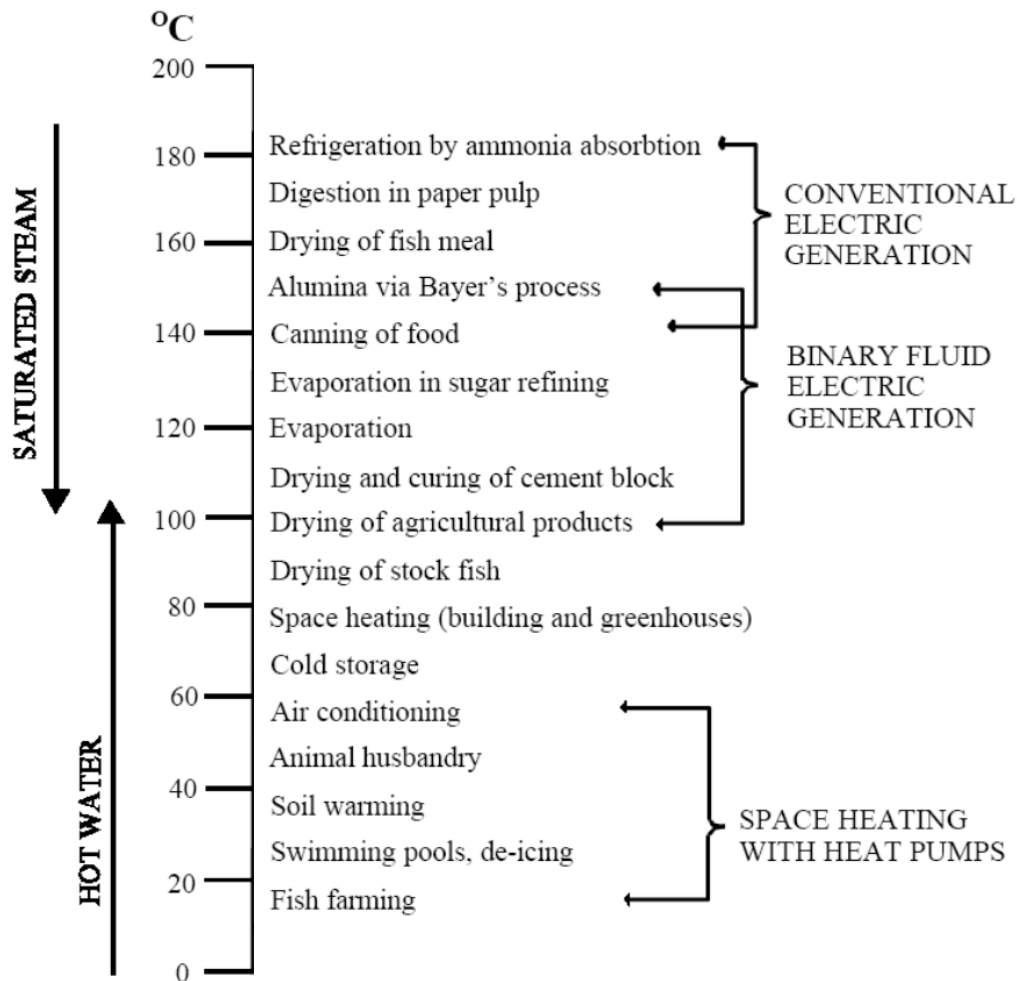 °C
200
180
160
140
120
100
80
60
40
20
0
SATURATED STEAM
HOT WATER
Refrigeration by ammonia absorbtion
Digestion in paper pulp
Drying of fish meal
Alumina via Bayer’s process
Canning of food
Evaporation in sugar refining
Evaporation
Drying and curing of cement block
Drying of agricultural products
Drying of stock fish
Space heating (building and greenhouses)
Cold storage
Air conditioning
Animal husbandry
Soil warming
Swimming pools, de-icing
Fish farming
CONVENTIONAL
ELECTRIC
GENERATION
BINARY FLUID
ELECTRIC
GENERATION
SPACE HEATING
WITH HEAT PUMPS